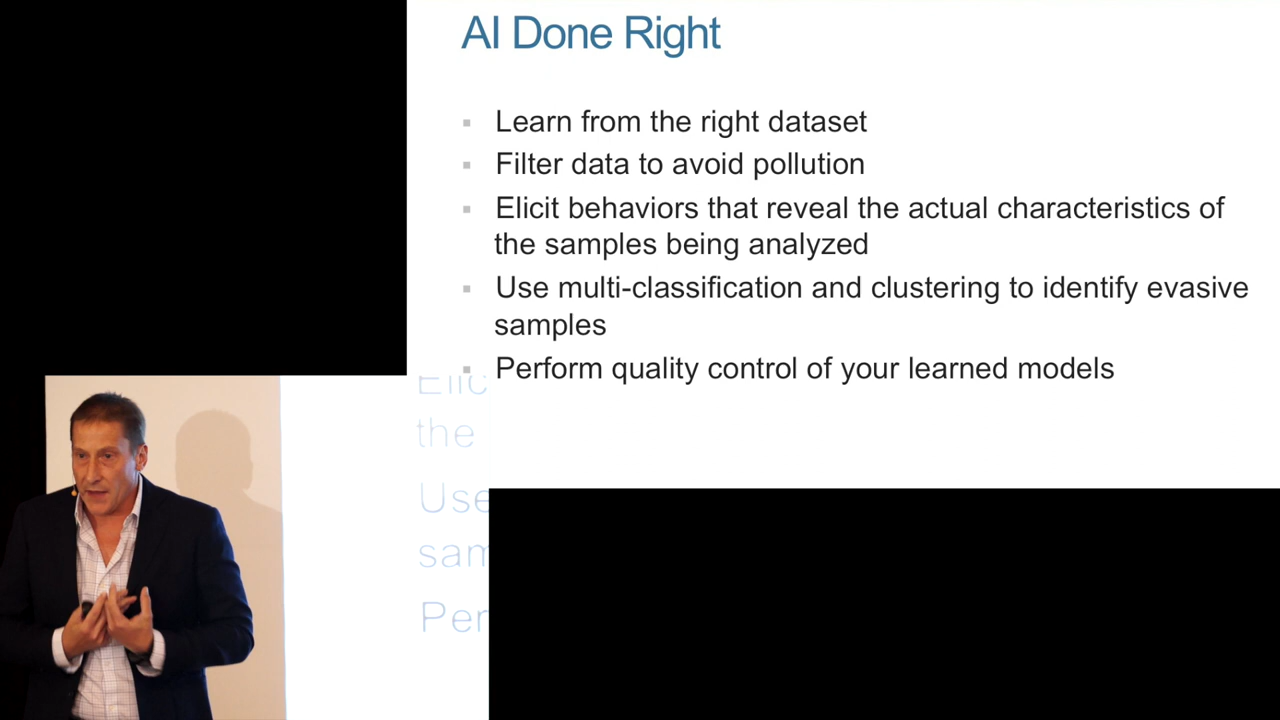 AI Done Right
Learn from the right dataset
Filter data to avoid pollution
Elicit behaviors that reveal the actual characteristics of
the samples being analyzed
Use multi-classification and clustering to identify evasive
samples
Perform quality control of your learned models
the
Use